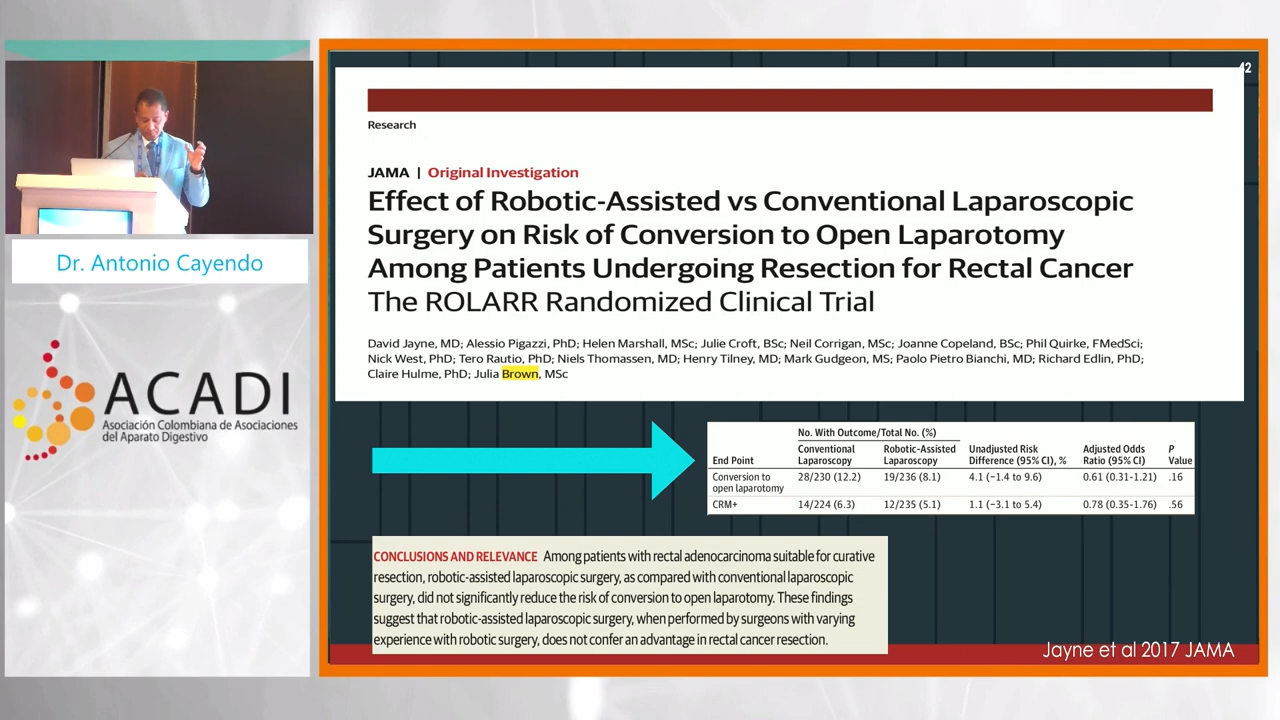 42
Research
JAMA | Original Investigation
Effect of Robotic-Assisted vs Conventional Laparoscopic
Surgery on Risk of Conversion to Open Laparotomy
Among Patients Undergoing Resection for Rectal Cancer
The ROLARR Randomized Clinical Trial
David Jayne, MD; Alessio Pigazzi, PhD; Helen Marshall, MSc; Julie Croft, BSc; Neil Corrigan, MSc; Joanne Copeland, BSc; Phil Quirke, FMedSci;
Nick West, PhD; Tero Rautio, PhD; Niels Thomassen, MD; Henry Tilney, MD; Mark Gudgeon, MS; Paolo Pietro Bianchi, MD; Richard Edlin, PhD;
Claire Hulme, PhD; Julia Brown, MSc
Dr. Antonio Cayendo
ACADI
Asociación Colombiana de Asociaciones
del Aparato Digestivo
No. With Outcome/Total No. (%)
End Point Conventional Laparoscopy Robotic-Assisted Laparoscopy Unadjusted Risk Difference (95% CI), % Adjusted Odds Ratio (95% CI) P Value
Conversion to open laparotomy 28/230 (12.2) 19/236 (8.1) 4.1 (−1.4 to 9.6) 0.61 (0.31-1.21) .16
CRM+ 14/224 (6.3) 12/235 (5.1) 1.1 (−3.1 to 5.4) 0.78 (0.35-1.76) .56
CONCLUSIONS AND RELEVANCE Among patients with rectal adenocarcinoma suitable for curative
resection, robotic-assisted laparoscopic surgery, as compared with conventional laparoscopic
surgery, did not significantly reduce the risk of conversion to open laparotomy. These findings
suggest that robotic-assisted laparoscopic surgery, when performed by surgeons with varying
experience with robotic surgery, does not confer an advantage in rectal cancer resection.
Jayne et al 2017 JAMA